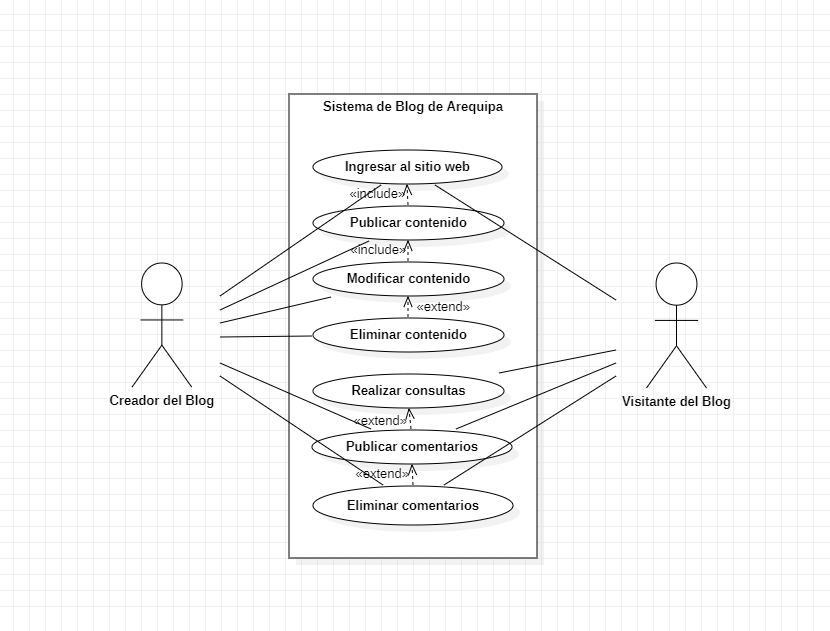 Sistema de Blog de Arequipa
Ingresar al sitio web
«include»
Publicar contenido
«include»
Modificar contenido
«extend»
Eliminar contenido
Realizar consultas
«extend»
Publicar comentarios
«extend»
Eliminar comentarios
Creador del Blog
Visitante del Blog